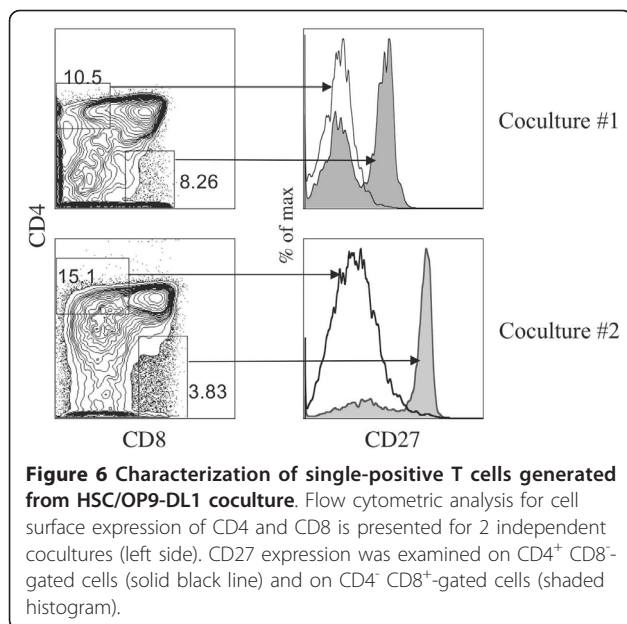 10.5
8.26
Coculture #1
CD4
% of max
15.1
3.83
Coculture #2
CD8
CD27
Figure 6 Characterization of single-positive T cells generated
from HSC/OP9-DL1 coculture. Flow cytometric analysis for cell
surface expression of CD4 and CD8 is presented for 2 independent
cocultures (left side). CD27 expression was examined on CD4⁺ CD8⁻-
gated cells (solid black line) and on CD4⁻ CD8⁺-gated cells (shaded
histogram).